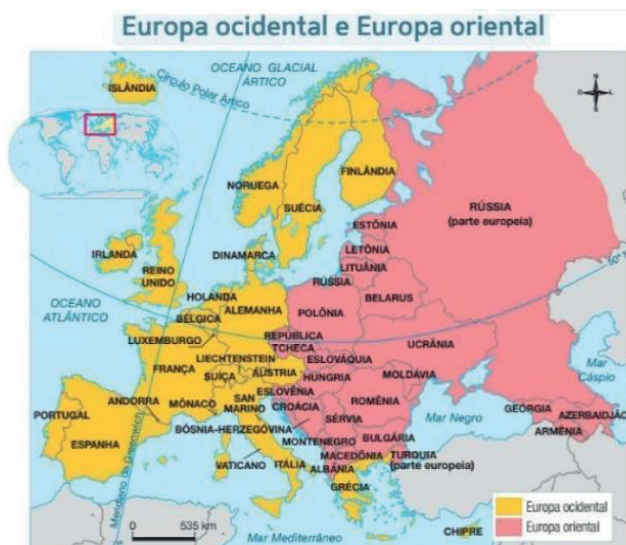 Europa ocidental e Europa oriental
OCEANO GLACIAL
ÁRTICO
Círculo Polar Ártico
ISLÂNDIA
N
O
L
S
NORUEGA
SUÉCIA
FINLÂNDIA
RÚSSIA
(parte europeia)
ESTÔNIA
LETÔNIA
LITUÂNIA
RÚSSIA
BELARUS
IRLANDA
REINO
UNIDO
DINAMARCA
HOLANDA
BÉLGICA
ALEMANHA
POLÔNIA
OCEANO
ATLÂNTICO
LUXEMBURGO
REPÚBLICA
TCHECA
ESLOVÁQUIA
UCRÂNIA
LIECHTENSTEIN
FRANÇA
SUÍÇA
ÁUSTRIA
HUNGRIA
MOLDÁVIA
ESLOVÊNIA
CROÁCIA
ROMÊNIA
Mar
Cáspio
ANDORRA
MÔNACO
SAN
MARINO
SÉRVIA
PORTUGAL
ESPANHA
BÓSNIA-HERZEGÓVINA
MONTENEGRO
BULGÁRIA
Mar Negro
GEÓRGIA
AZERBAIDJÃO
ARMÊNIA
VATICANO
ITÁLIA
MACEDÔNIA
ALBÂNIA
TURQUIA
(parte europeia)
GRÉCIA
Meridiano de Greenwich
0
535 km
Mar Mediterrâneo
CHIPRE
Europa ocidental
Europa oriental